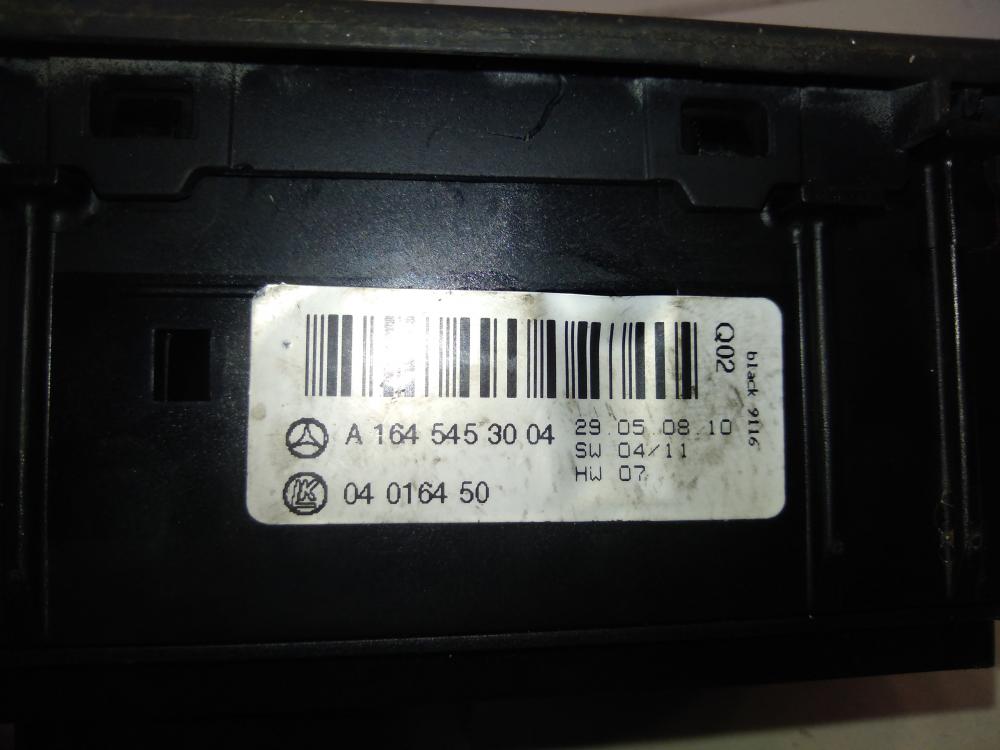 A 164 545 30 04
29.05.08 10
SW 04/11
HW 07
LK
04 0164 50
Q02
black 9116